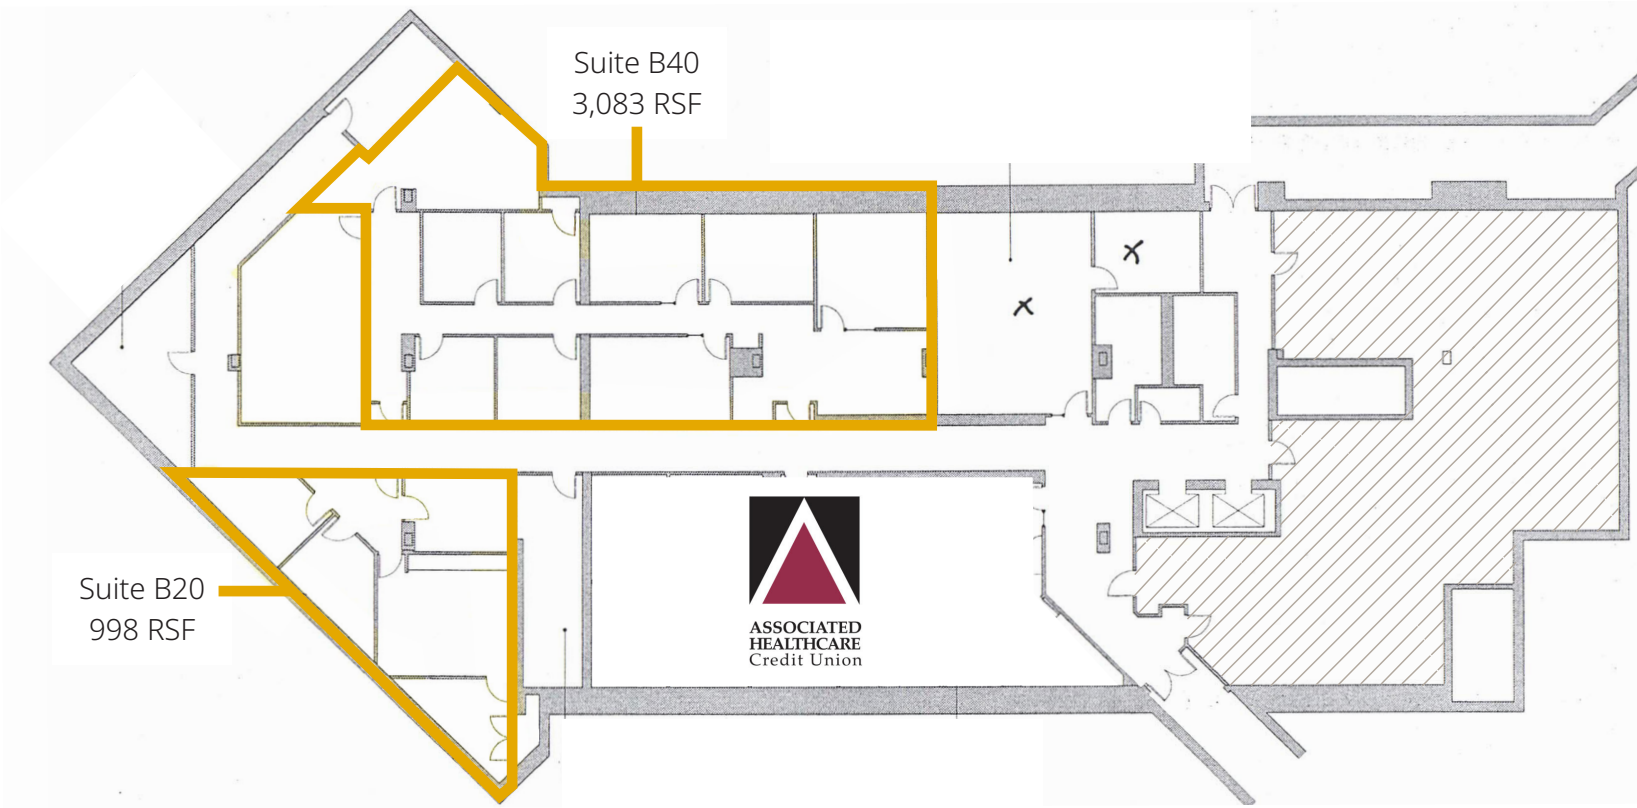 Suite B40
3,083 RSF
x
x
Suite B20
998 RSF
ASSOCIATED
HEALTHCARE
Credit Union